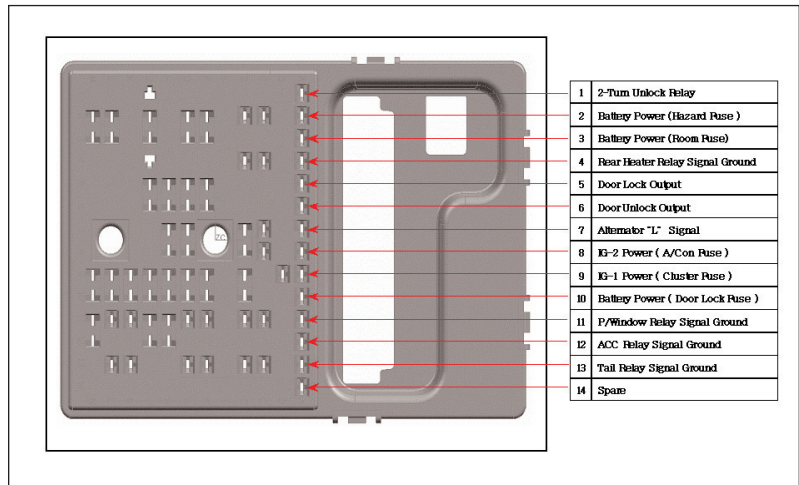 1 2-Turn Unlock Relay
2 Battery Power (Hazard Fuse )
3 Battery Power (Room Fuse)
4 Rear Heater Relay Signal Ground
5 Door Lock Output
6 Door Unlock Output
7 Alternator "L" Signal
8 IG-2 Power ( A/Con Fuse )
9 IG-1 Power ( Cluster Fuse )
10 Battery Power ( Door Lock Fuse )
11 P/Window Relay Signal Ground
12 ACC Relay Signal Ground
13 Tail Relay Signal Ground
14 Spare